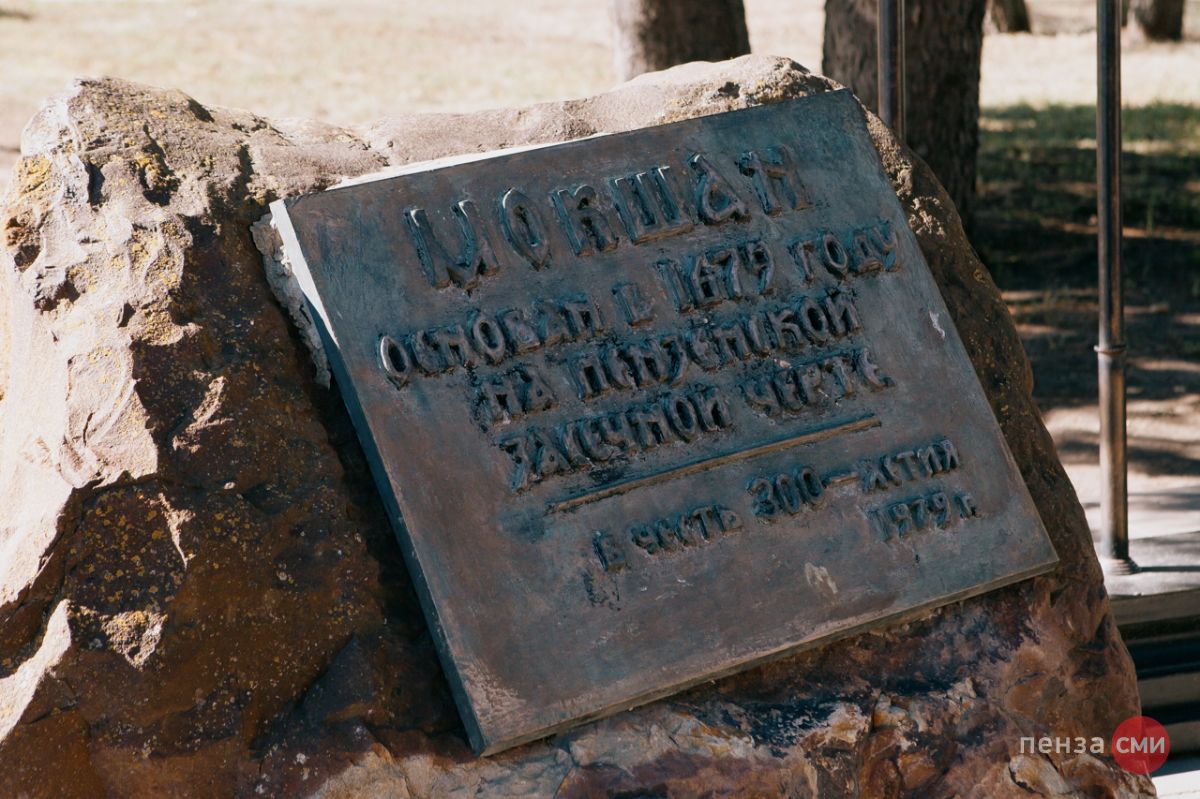 МОКШАН
ОСНОВАН В 1679 ГОДУ
НА ПЕНЗЕНСКОЙ
ЗАСЕЧНОЙ ЧЕРТЕ
В ЧЕСТЬ 300—ЛЕТИЯ
1979 г.
пенза сми